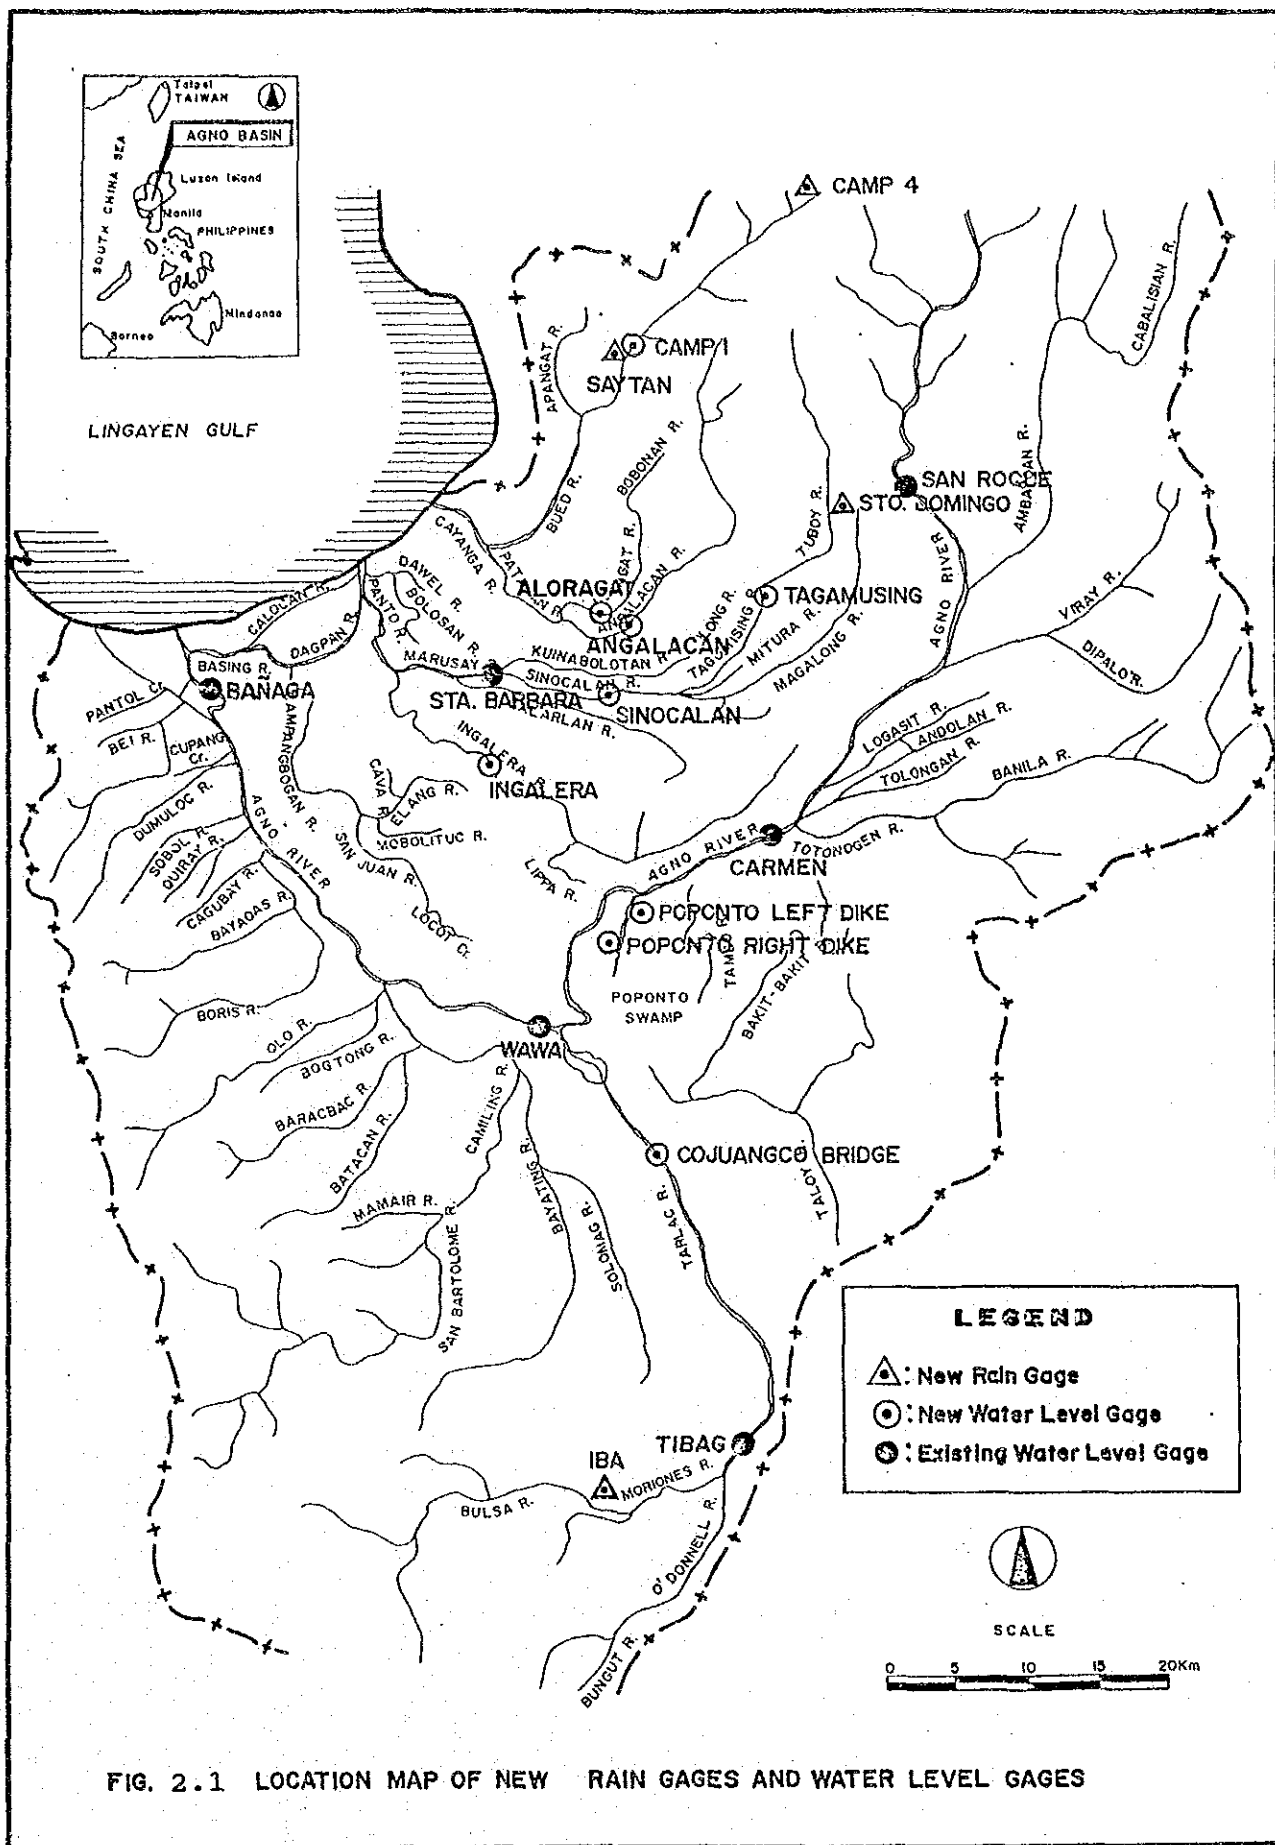 Taipei
TAIWAN
AGNO BASIN
SOUTH CHINA SEA
Luzon Island
Manila
PHILIPPINES
Mindanao
Borneo
LINGAYEN GULF
CAMP 4
CABALISIAN R.
APANGAT R.
CAMP 1
SAYTAN
BUED R.
BOBONAN R.
TUBOY R.
SAN ROQUE
STO. DOMINGO
AMBAYAN R.
AGNO RIVER
CAYANGA R.
ALORAGAT
ANGALACAN R.
ANGALACAN
TAGAMUSING
VIRAY R.
DIPALO R.
DAWEL R.
BOLOSAN R.
PANTO R.
CALOCAN R.
DAGPAN R.
MARUSAY R.
KUINABOLOTAN R.
TAGUMISING R.
MITURA R.
MAGALONG R.
BASING R.
BANAGA
PANTOL Cr.
BEI R.
CUPANG
Cr.
STA. BARBARA
SINOCALAN R.
SINOCALAN
INGALERA R.
INGALERA
LOGASIT R.
ANDOLAN R.
TOLONGAN R.
BANILA R.
TOTONOGEN R.
DUMULOC R.
SOBOL R.
QUIRAY R.
CAGUBAY R.
BAYAOAS R.
AGNO RIVER
AMPANGBOGAN R.
CAVA R.
ELANG R.
MOBOLITUC R.
SAN JUAN R.
LOCOT Cr.
LIPPA R.
AGNO RIVER
CARMEN
POPONTO LEFT DIKE
POPONTO RIGHT DIKE
POPONTO
SWAMP
BAKIT-BAKIT
BORIS R.
OLO R.
BOGTONG R.
BARACBAC R.
BATACAN R.
WAWA
CAMILING R.
MAMAIR R.
SAN BARTOLOME R.
BAYATING R.
SOLOMAG R.
COJUANGCO BRIDGE
TARLAC R.
TALOY R.
TIBAG
IBA
MORIONES R.
BULSA R.
O'DONNELL R.
BUNGUT R.
LEGEND
: New Rain Gage
: New Water Level Gage
: Existing Water Level Gage
SCALE
0 5 10 15 20Km
FIG. 2.1 LOCATION MAP OF NEW RAIN GAGES AND WATER LEVEL GAGES